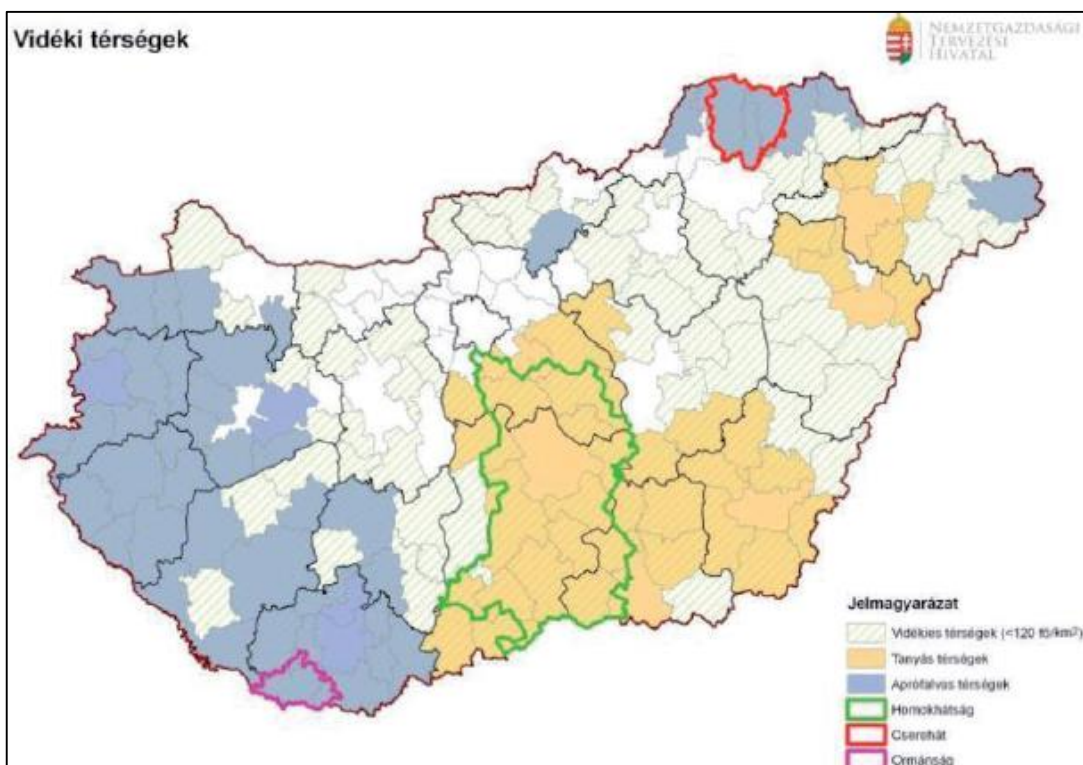 Vidéki térségek
NEMZETGAZDASÁGI
TERVEZÉSI
HIVATAL
Jelmagyarázat
Vidékies térségek (<120 fő/km²)
Tanyás térségek
Aprófalvas térségek
Homokhátság
Cserehát
Ormánság